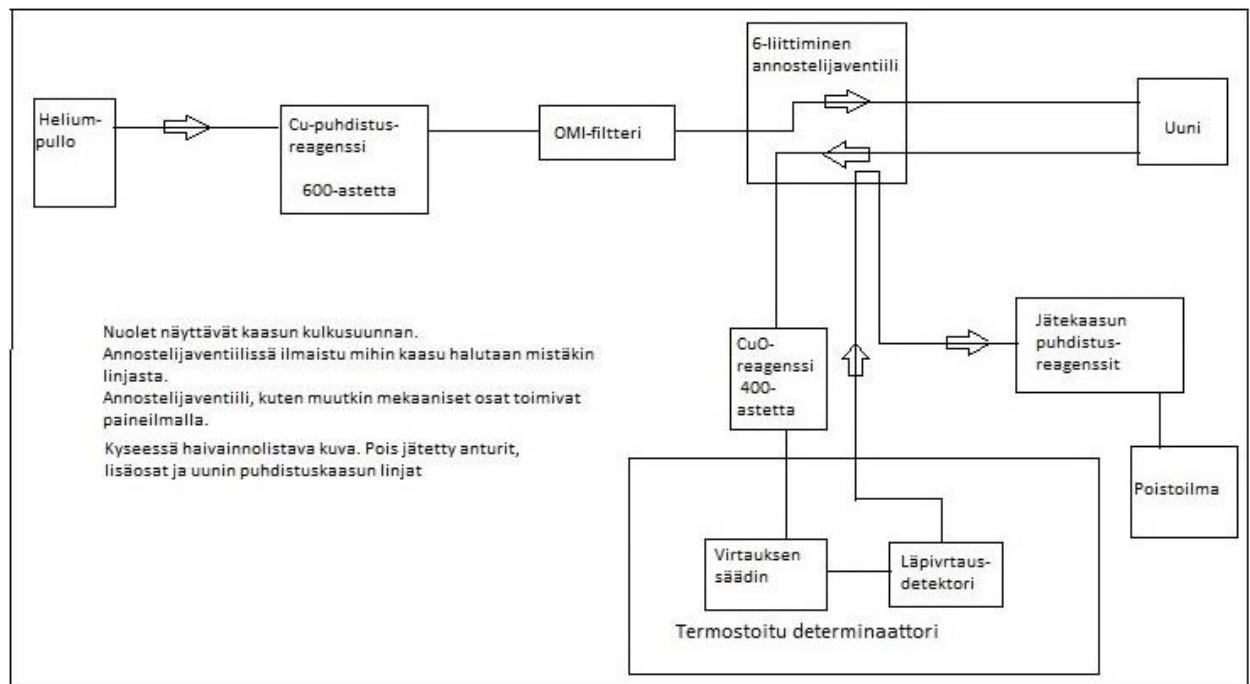 6-liittiminen
annostelijaventiili
Helium-
pullo
Cu-puhdistus-
reagenssi
600-astetta
OMI-filtteri
Uuni
Nuolet näyttävät kaasun kulkusuunnan.
Annostelijaventiilissä ilmaistu mihin kaasu halutaan mistäkin
linjasta.
Annostelijaventiili, kuten muutkin mekaaniset osat toimivat
paineilmalla.
Kyseessä haivainnolistava kuva. Pois jätetty anturit,
lisäosat ja uunin puhdistuskaasun linjat
CuO-
reagenssi
400-
astetta
Jätekaasun
puhdistus-
reagenssit
Poistoilma
Virtauksen
säädin
Läpivrtaus-
detektori
Termostoitu determinaattori